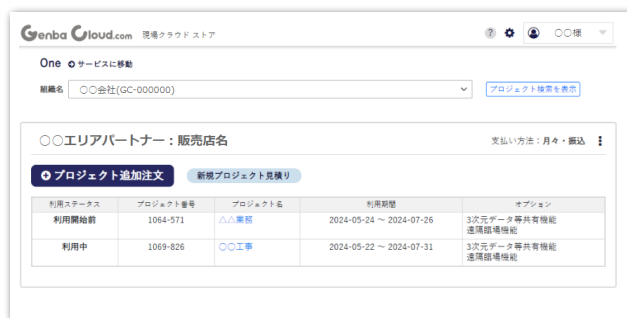 Genba Cloud.com 現場クラウド ストア
? ○○様
One サービスに移動
組織名 ○○会社(GC-000000) プロジェクト検索を表示
○○エリアパートナー：販売店名 支払い方法：月々・振込
プロジェクト追加注文 新規プロジェクト見積り
利用ステータス プロジェクト番号 プロジェクト名 利用期間 オプション
利用開始前 1064-571 △△業務 2024-05-24 ～ 2024-07-26 3次元データ等共有機能
遠隔臨場機能
利用中 1069-826 ○○工事 2024-05-22 ～ 2024-07-31 3次元データ等共有機能
遠隔臨場機能